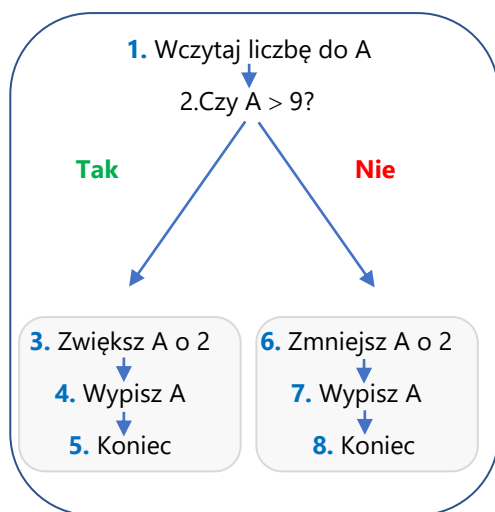 1. Wczytaj liczbę do A
2.Czy A > 9?
Tak
Nie
3. Zwiększ A o 2
4. Wypisz A
5. Koniec
6. Zmniejsz A o 2
7. Wypisz A
8. Koniec